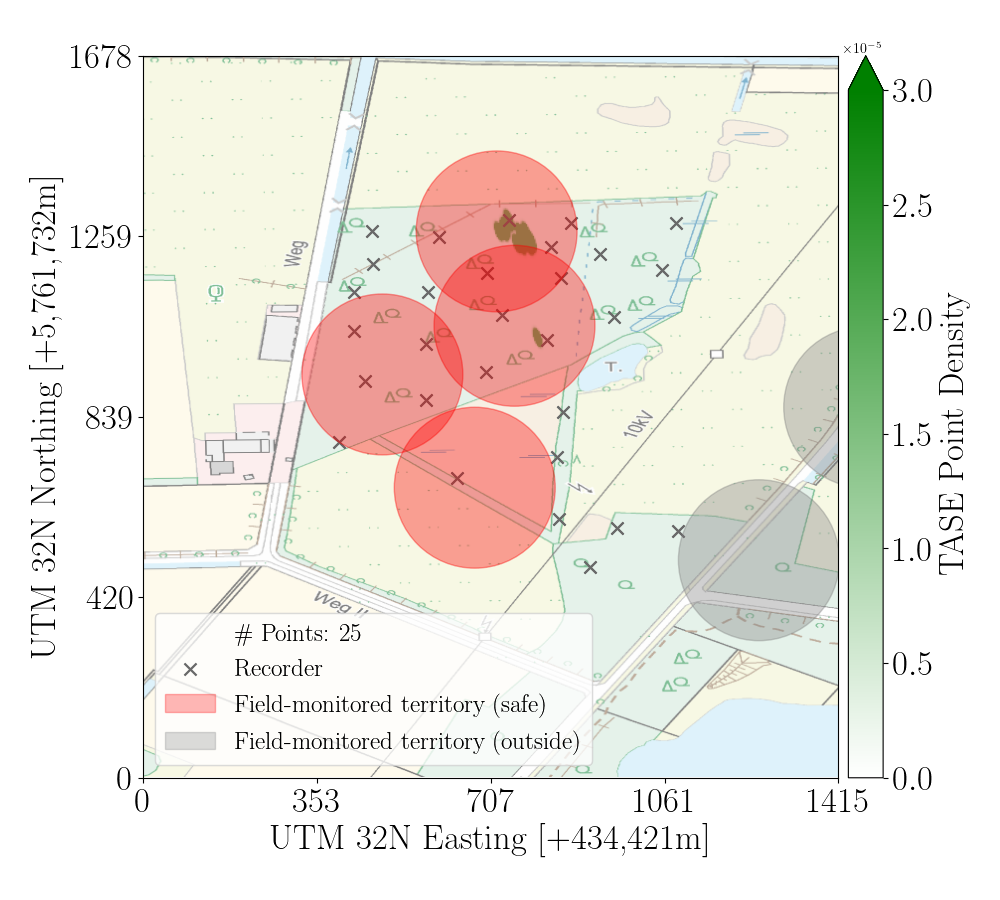 ×10⁻⁵
1678
1259
839
420
0
UTM 32N Northing [+5,761,732m]
0
353
707
1061
1415
UTM 32N Easting [+434,421m]
3.0
2.5
2.0
1.5
1.0
0.5
0.0
TASE Point Density
Weg
T.
10kV
Weg
# Points: 25
Recorder
Field-monitored territory (safe)
Field-monitored territory (outside)